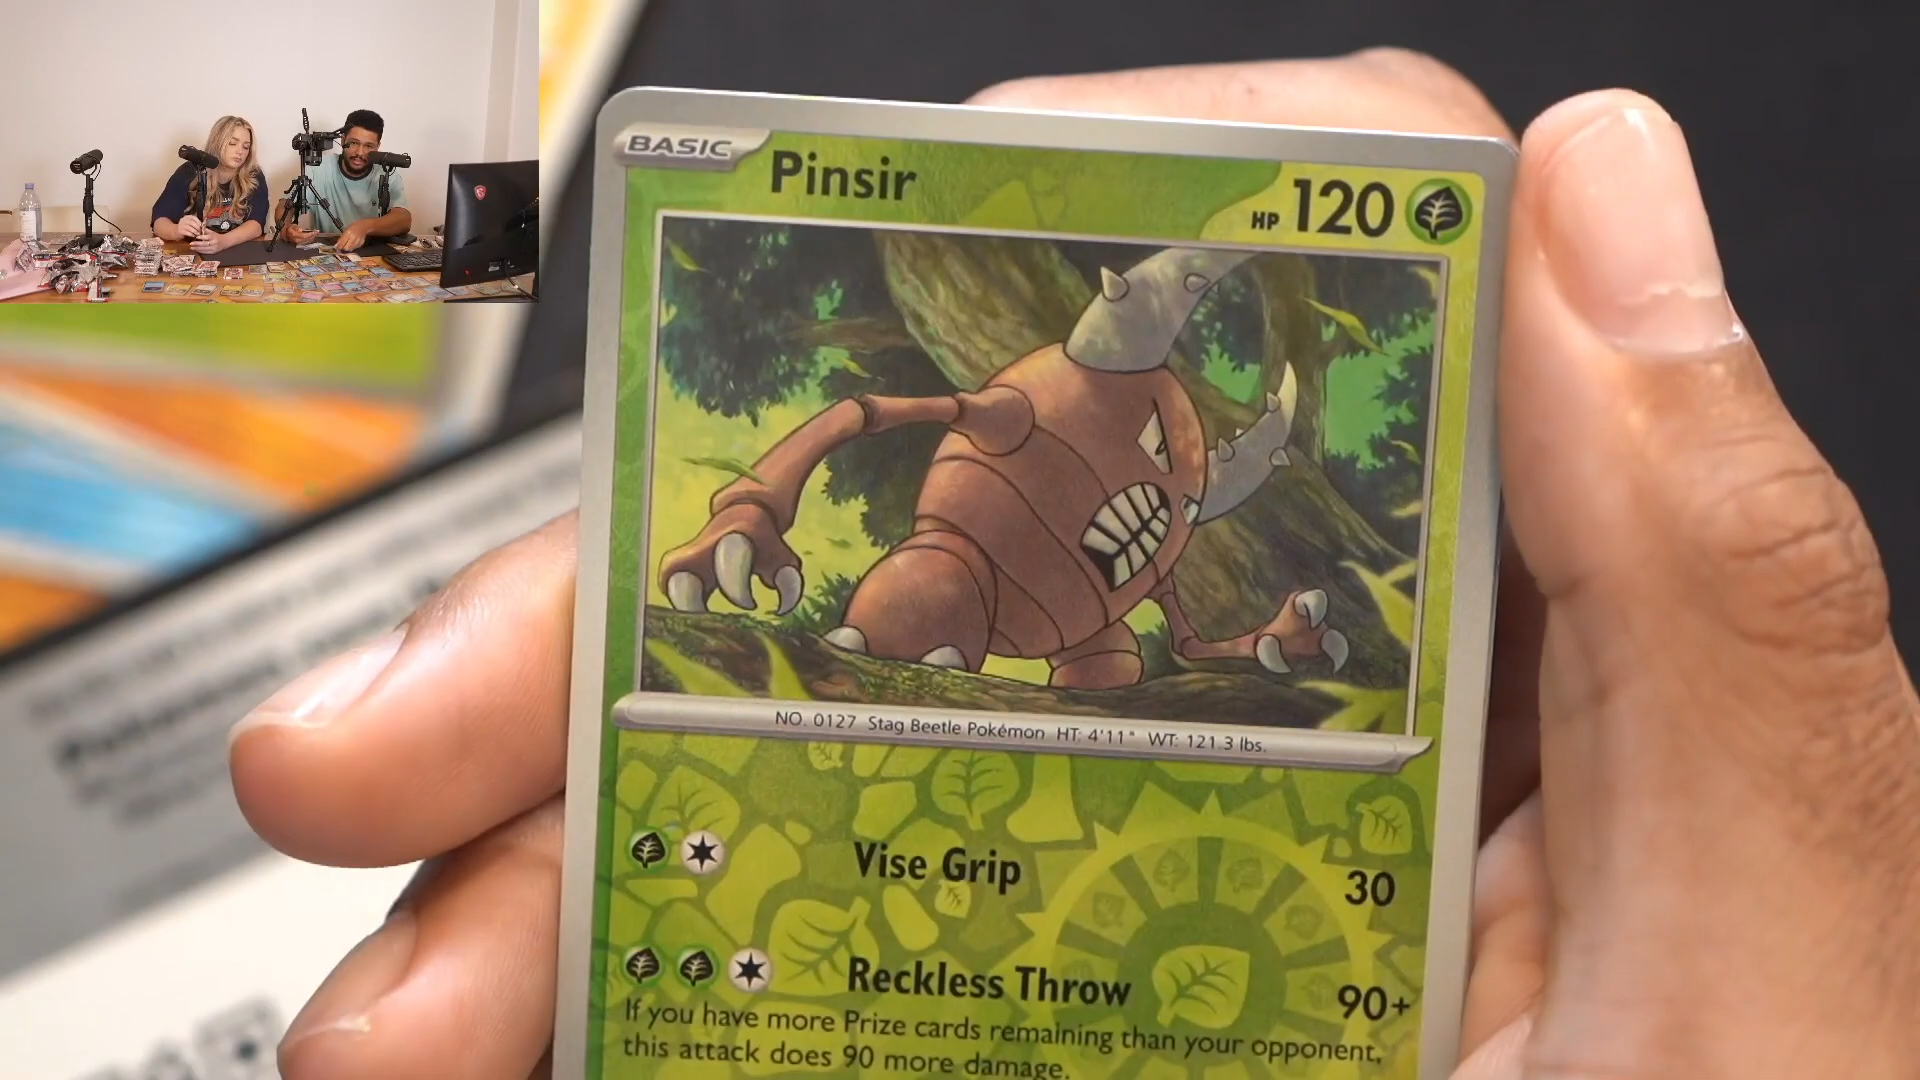 BASIC
Pinsir
HP 120
NO. 0127 Stag Beetle Pokémon HT: 4'11" WT: 121.3 lbs.
Vise Grip 30
Reckless Throw 90+
If you have more Prize cards remaining than your opponent,
this attack does 90 more damage.